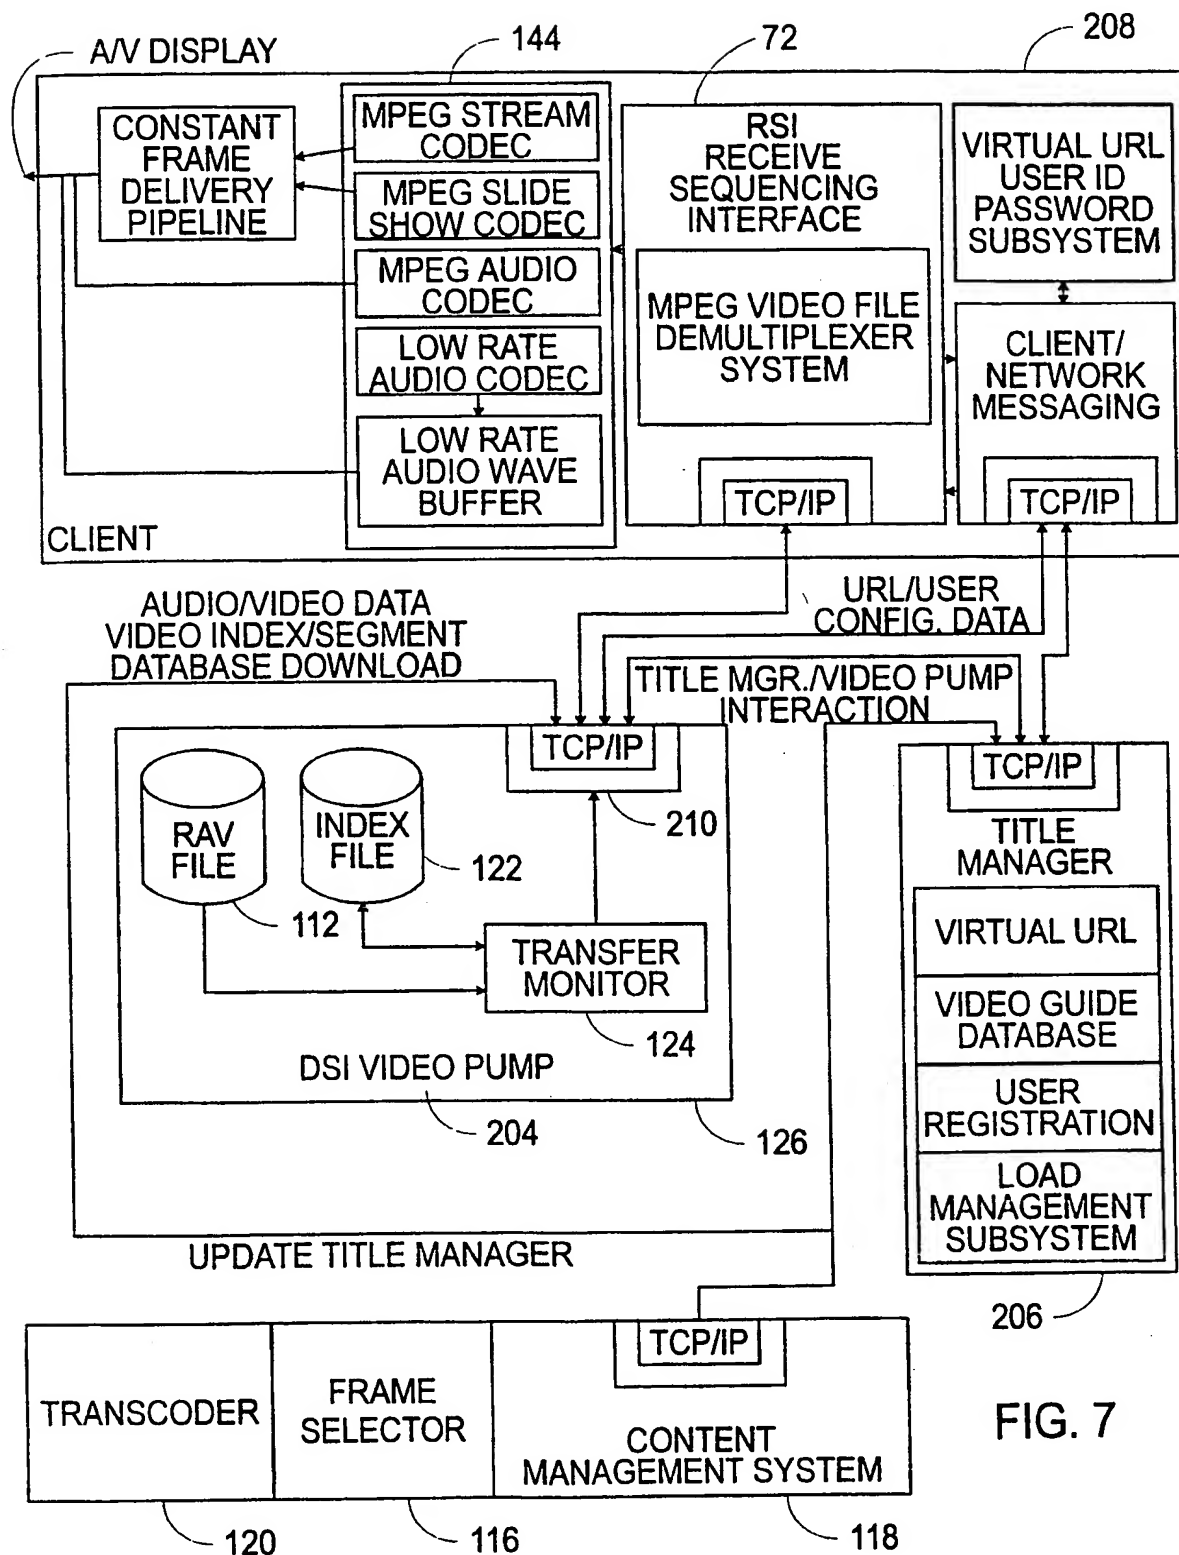 A/V DISPLAY
144
72
208
CONSTANT
FRAME
DELIVERY
PIPELINE
MPEG STREAM
CODEC
MPEG SLIDE
SHOW CODEC
MPEG AUDIO
CODEC
LOW RATE
AUDIO CODEC
LOW RATE
AUDIO WAVE
BUFFER
RSI
RECEIVE
SEQUENCING
INTERFACE
MPEG VIDEO FILE
DEMULTIPLEXER
SYSTEM
TCP/IP
VIRTUAL URL
USER ID
PASSWORD
SUBSYSTEM
CLIENT/
NETWORK
MESSAGING
TCP/IP
CLIENT
AUDIO/VIDEO DATA
VIDEO INDEX/SEGMENT
DATABASE DOWNLOAD
URL/USER
CONFIG. DATA
TITLE MGR./VIDEO PUMP
INTERACTION
TCP/IP
210
RAV
FILE
112
INDEX
FILE
122
TRANSFER
MONITOR
124
DSI VIDEO PUMP
204
126
TCP/IP
TITLE
MANAGER
VIRTUAL URL
VIDEO GUIDE
DATABASE
USER
REGISTRATION
LOAD
MANAGEMENT
SUBSYSTEM
206
UPDATE TITLE MANAGER
TRANSCODER
FRAME
SELECTOR
TCP/IP
CONTENT
MANAGEMENT SYSTEM
120
116
118
FIG. 7